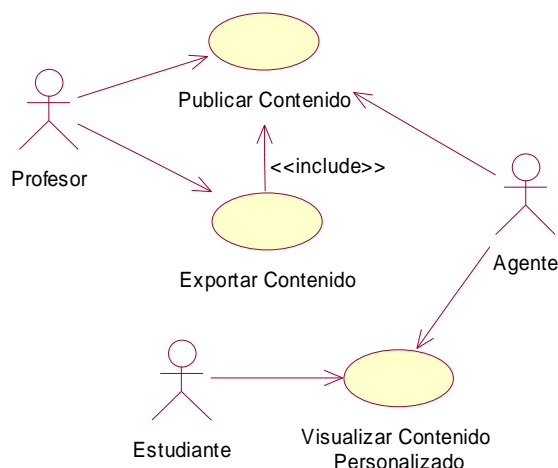 Publicar Contenido
<<include>>
Profesor
Agente
Exportar Contenido
Estudiante
Visualizar Contenido
Personalizado